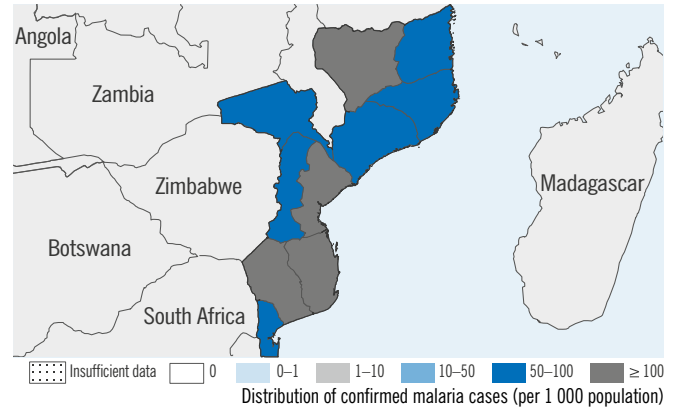 Angola
Zambia
Zimbabwe
Madagascar
Botswana
South Africa
Insufficient data 0 0–1 1–10 10–50 50–100 ≥ 100
Distribution of confirmed malaria cases (per 1 000 population)